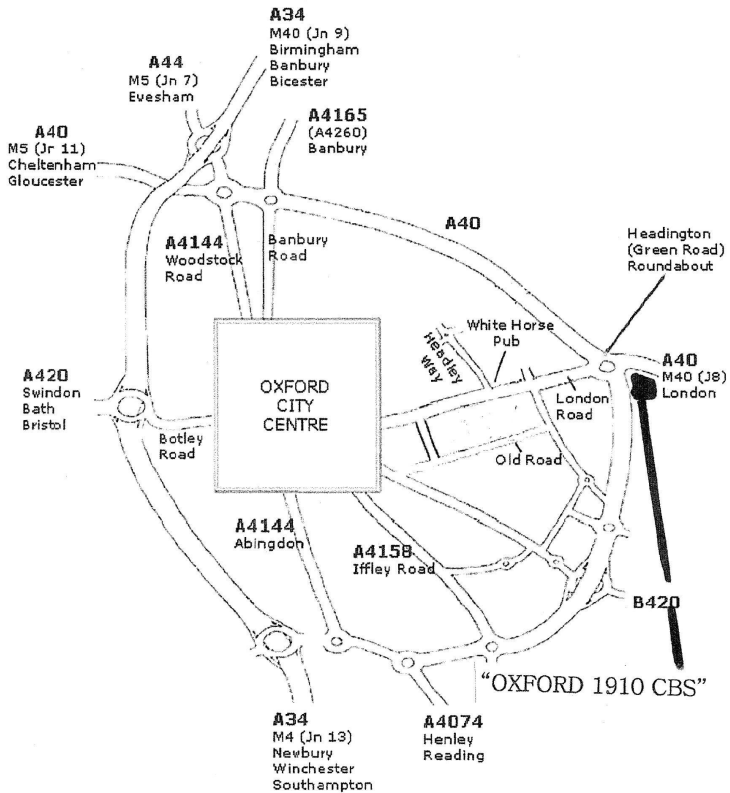 A34
M40 (Jn 9)
Birmingham
Banbury
Bicester
A44
M5 (Jn 7)
Evesham
A4165
(A4260)
Banbury
A40
M5 (Jr 11)
Cheltenham
Gloucester
A40
Headington
(Green Road)
Roundabout
A4144
Woodstock
Road
Banbury
Road
White Horse
Pub
Headley
Way
A40
M40 (J8)
London
A420
Swindon
Bath
Bristol
OXFORD
CITY
CENTRE
London
Road
Botley
Road
Old Road
A4144
Abingdon
A4158
Iffley Road
B420
"OXFORD 1910 CBS"
A34
M4 (Jn 13)
Newbury
Winchester
Southampton
A4074
Henley
Reading